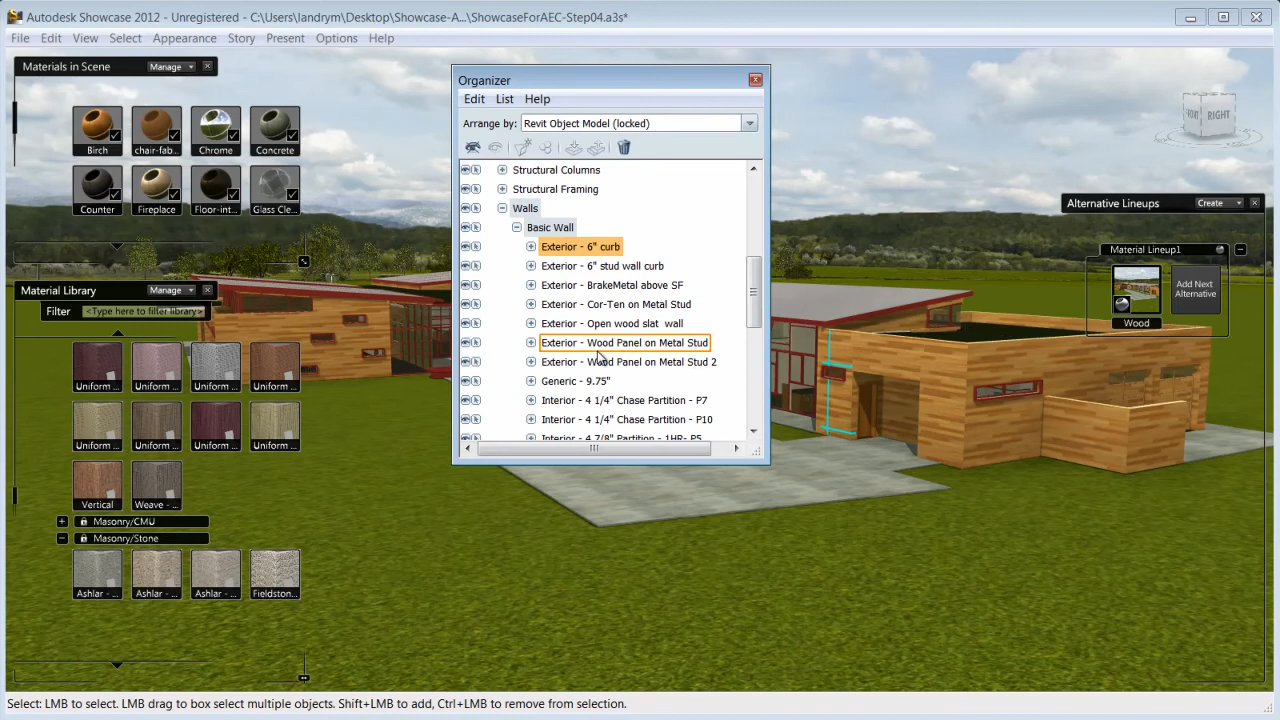 Autodesk Showcase 2012 - Unregistered - C:\Users\landrym\Desktop\Showcase-A...\ShowcaseForAEC-Step04.a3s*
File Edit View Select Appearance Story Present Options Help
Materials in Scene Manage
Birch chair-fab... Chrome Concrete
Counter Fireplace Floor-int... Glass Cle...
Material Library Manage
Filter <Type here to filter library>
Uniform ... Uniform ... Uniform ... Uniform ...
Uniform ... Uniform ... Uniform ... Uniform ...
Vertical Weave - ...
Masonry/CMU
Masonry/Stone
Ashlar - ... Ashlar - ... Ashlar - ... Fieldston...
Organizer
Edit List Help
Arrange by: Revit Object Model (locked)
Structural Columns
Structural Framing
Walls
Basic Wall
Exterior - 6" curb
Exterior - 6" stud wall curb
Exterior - BrakeMetal above SF
Exterior - Cor-Ten on Metal Stud
Exterior - Open wood slat wall
Exterior - Wood Panel on Metal Stud
Exterior - Wood Panel on Metal Stud 2
Generic - 9.75"
Interior - 4 1/4" Chase Partition - P7
Interior - 4 1/4" Chase Partition - P10
Interior - 4 7/8" Partition - 1HR- P5
RIGHT
Alternative Lineups Create
Material Lineup1
Add Next
Alternative
Wood
Select: LMB to select. LMB drag to box select multiple objects. Shift+LMB to add, Ctrl+LMB to remove from selection.